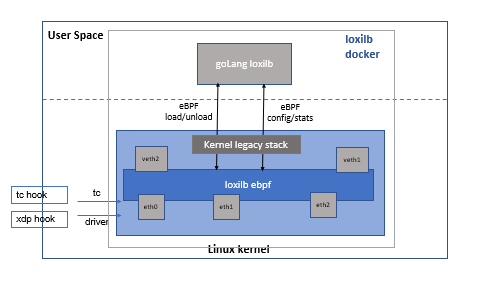 User Space
loxilb
docker
goLang loxilb
eBPF
load/unload
eBPF
config/stats
Kernel legacy stack
veth2
veth1
loxilb ebpf
tc hook
tc
eth0
eth1
eth2
xdp hook
driver
Linux kernel